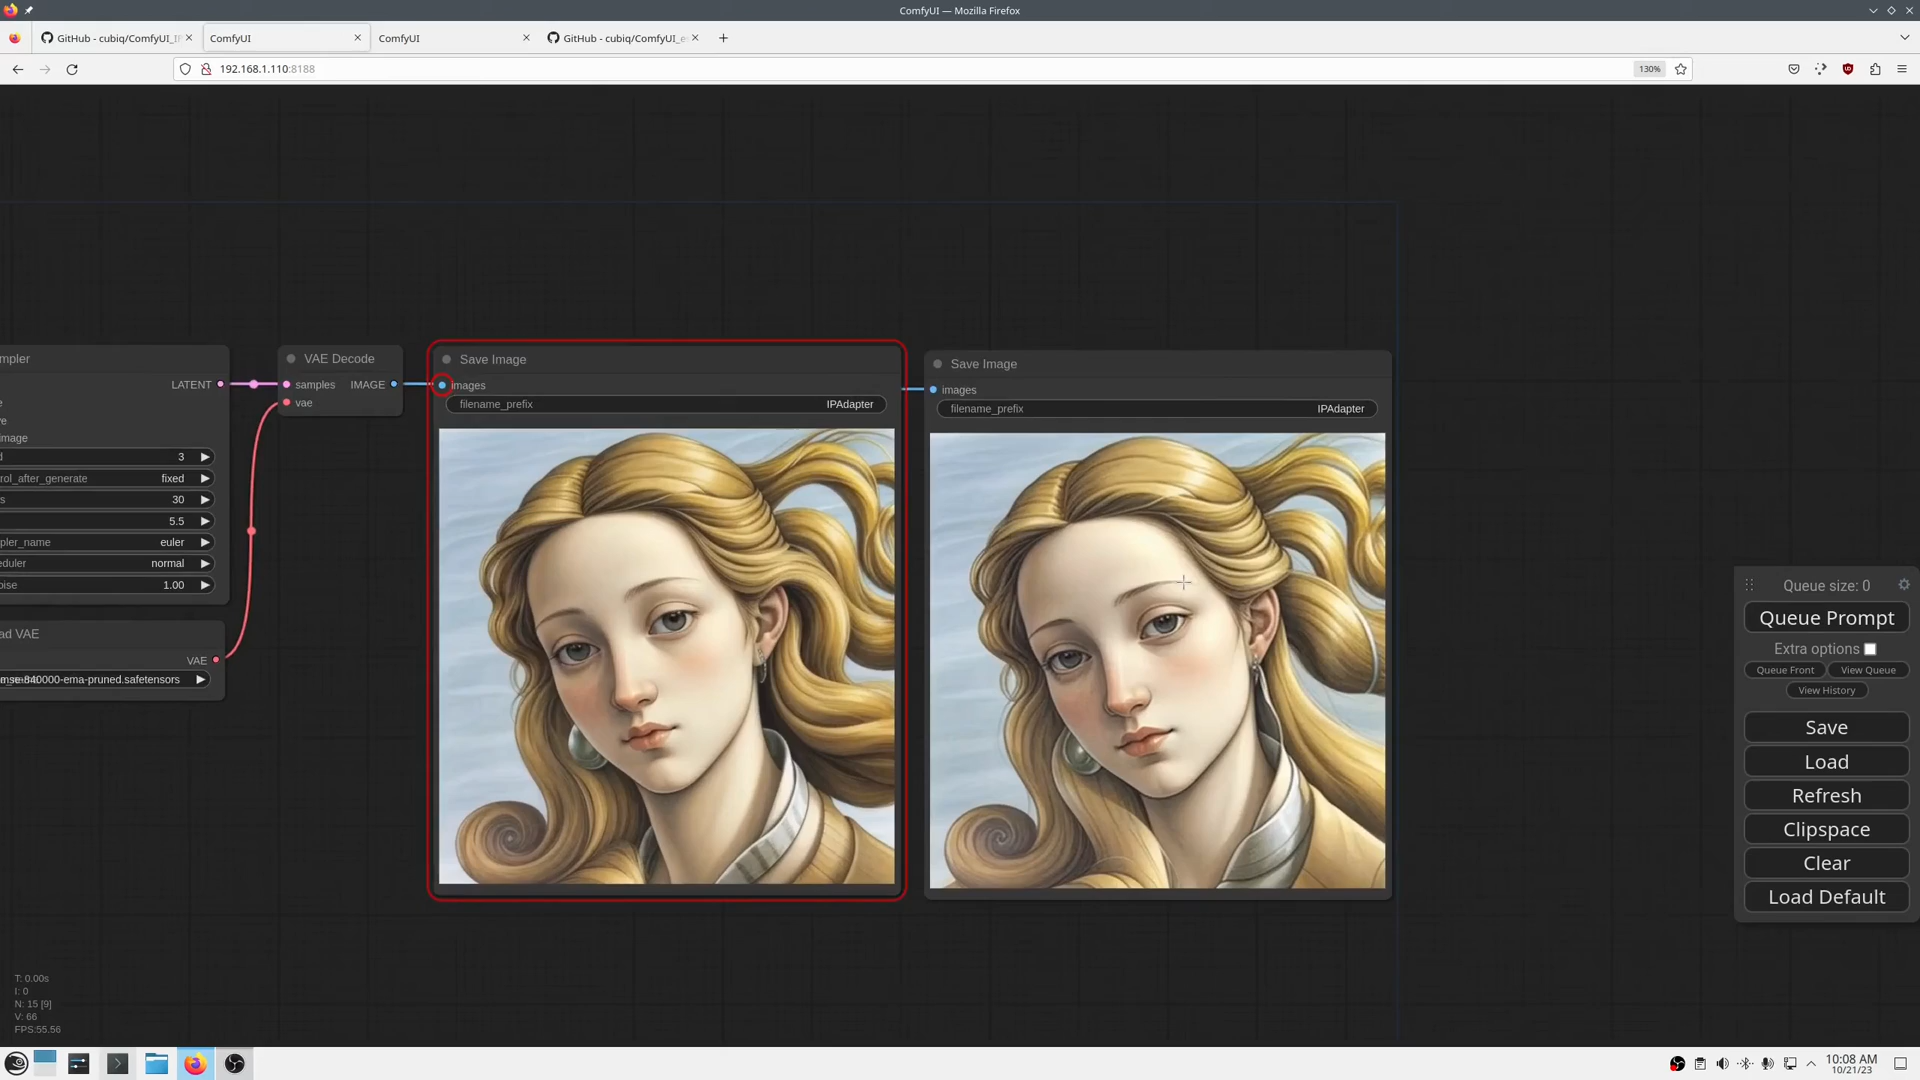 ComfyUI — Mozilla Firefox
GitHub - cubiq/ComfyUI_I
ComfyUI
ComfyUI
GitHub - cubiq/ComfyUI_e
192.168.1.110:8188
130%
mpler
LATENT
VAE Decode
samples
IMAGE
vae
image
d 3
rol_after_generate fixed
s 30
5.5
pler_name euler
eduler normal
oise 1.00
ad VAE
VAE
mse-840000-ema-pruned.safetensors
Save Image
images
filename_prefix IPAdapter
Save Image
images
filename_prefix IPAdapter
Queue size: 0
Queue Prompt
Extra options
Queue Front
View Queue
View History
Save
Load
Refresh
Clipspace
Clear
Load Default
T: 0.00s
I: 0
N: 15 [9]
V: 66
FPS:55.56
10:08 AM
10/21/23